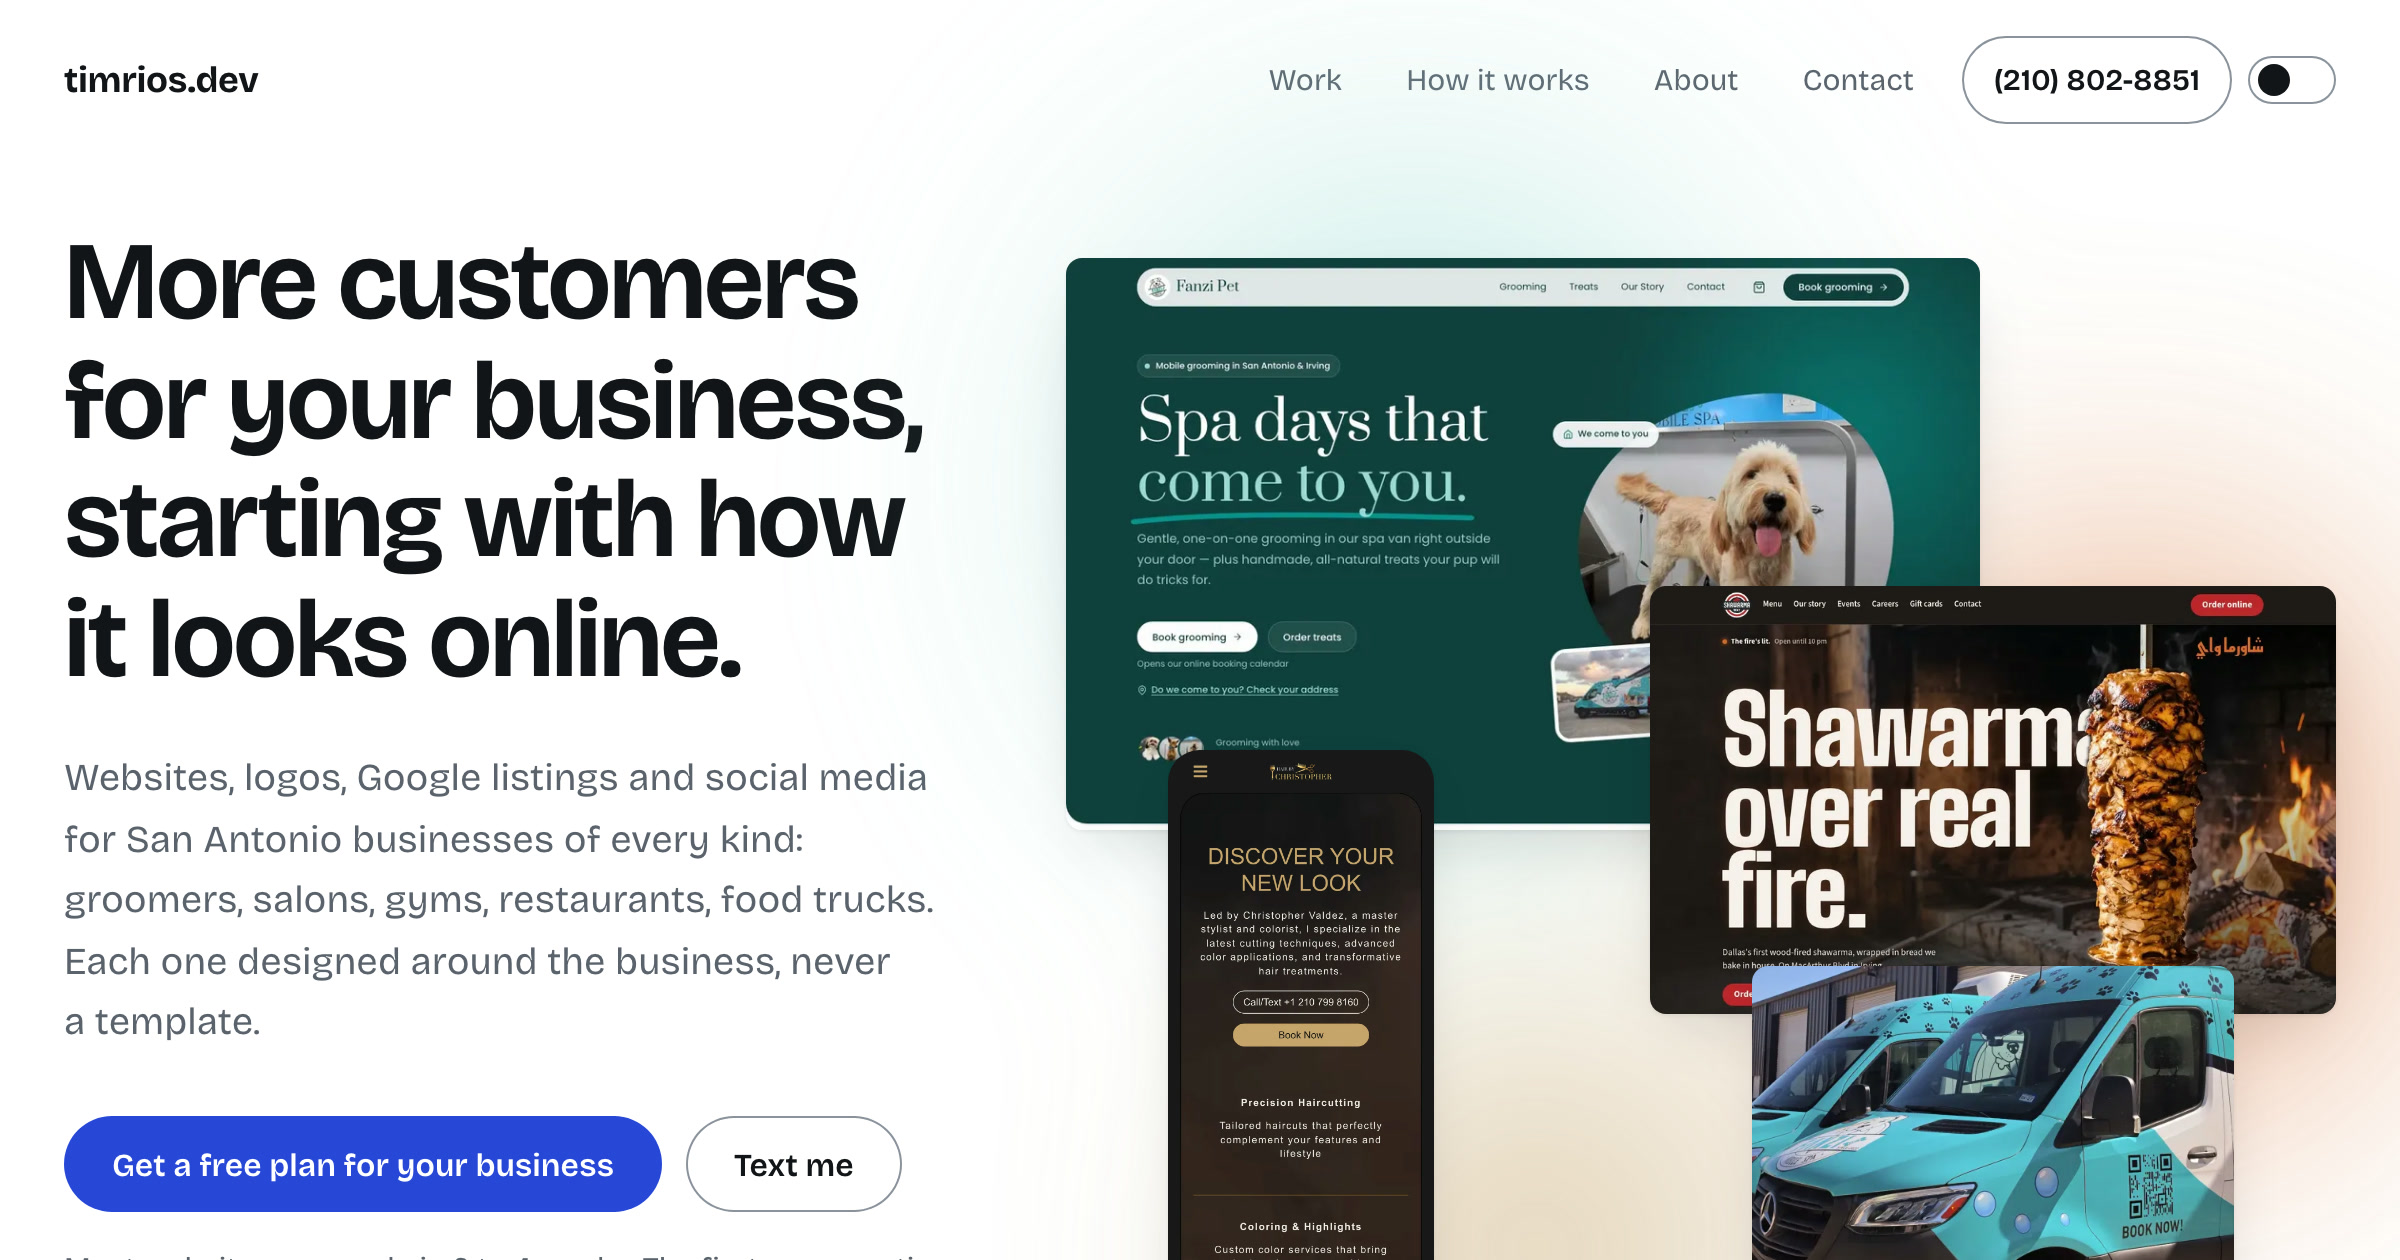 timrios.dev
Work
How it works
About
Contact
(210) 802-8851
More customers
for your business,
starting with how
it looks online.
Websites, logos, Google listings and social media
for San Antonio businesses of every kind:
groomers, salons, gyms, restaurants, food trucks.
Each one designed around the business, never
a template.
Get a free plan for your business
Text me
Fanzi Pet
Grooming
Treats
Our Story
Contact
Book grooming
Mobile grooming in San Antonio & Irving
Spa days that
come to you.
We come to you
Gentle, one-on-one grooming in our spa van right outside
your door — plus handmade, all-natural treats your pup will
do tricks for.
Book grooming
Order treats
Opens our online booking calendar
Do we come to you? Check your address
Grooming with love
Menu
Our story
Events
Careers
Gift cards
Contact
Order online
The fire's lit. Open until 10 pm
شاورما واي
Shawarma
over real
fire.
Dallas's first wood-fired shawarma, wrapped in bread we
bake in house. On MacArthur Blvd in Irving.
CHRISTOPHER
DISCOVER YOUR
NEW LOOK
Led by Christopher Valdez, a master
stylist and colorist, I specialize in the
latest cutting techniques, advanced
color applications, and transformative
hair treatments.
Call/Text +1 210 799 8160
Book Now
Precision Haircutting
Tailored haircuts that perfectly
complement your features and
lifestyle
Coloring & Highlights
Custom color services that bring
BOOK NOW!